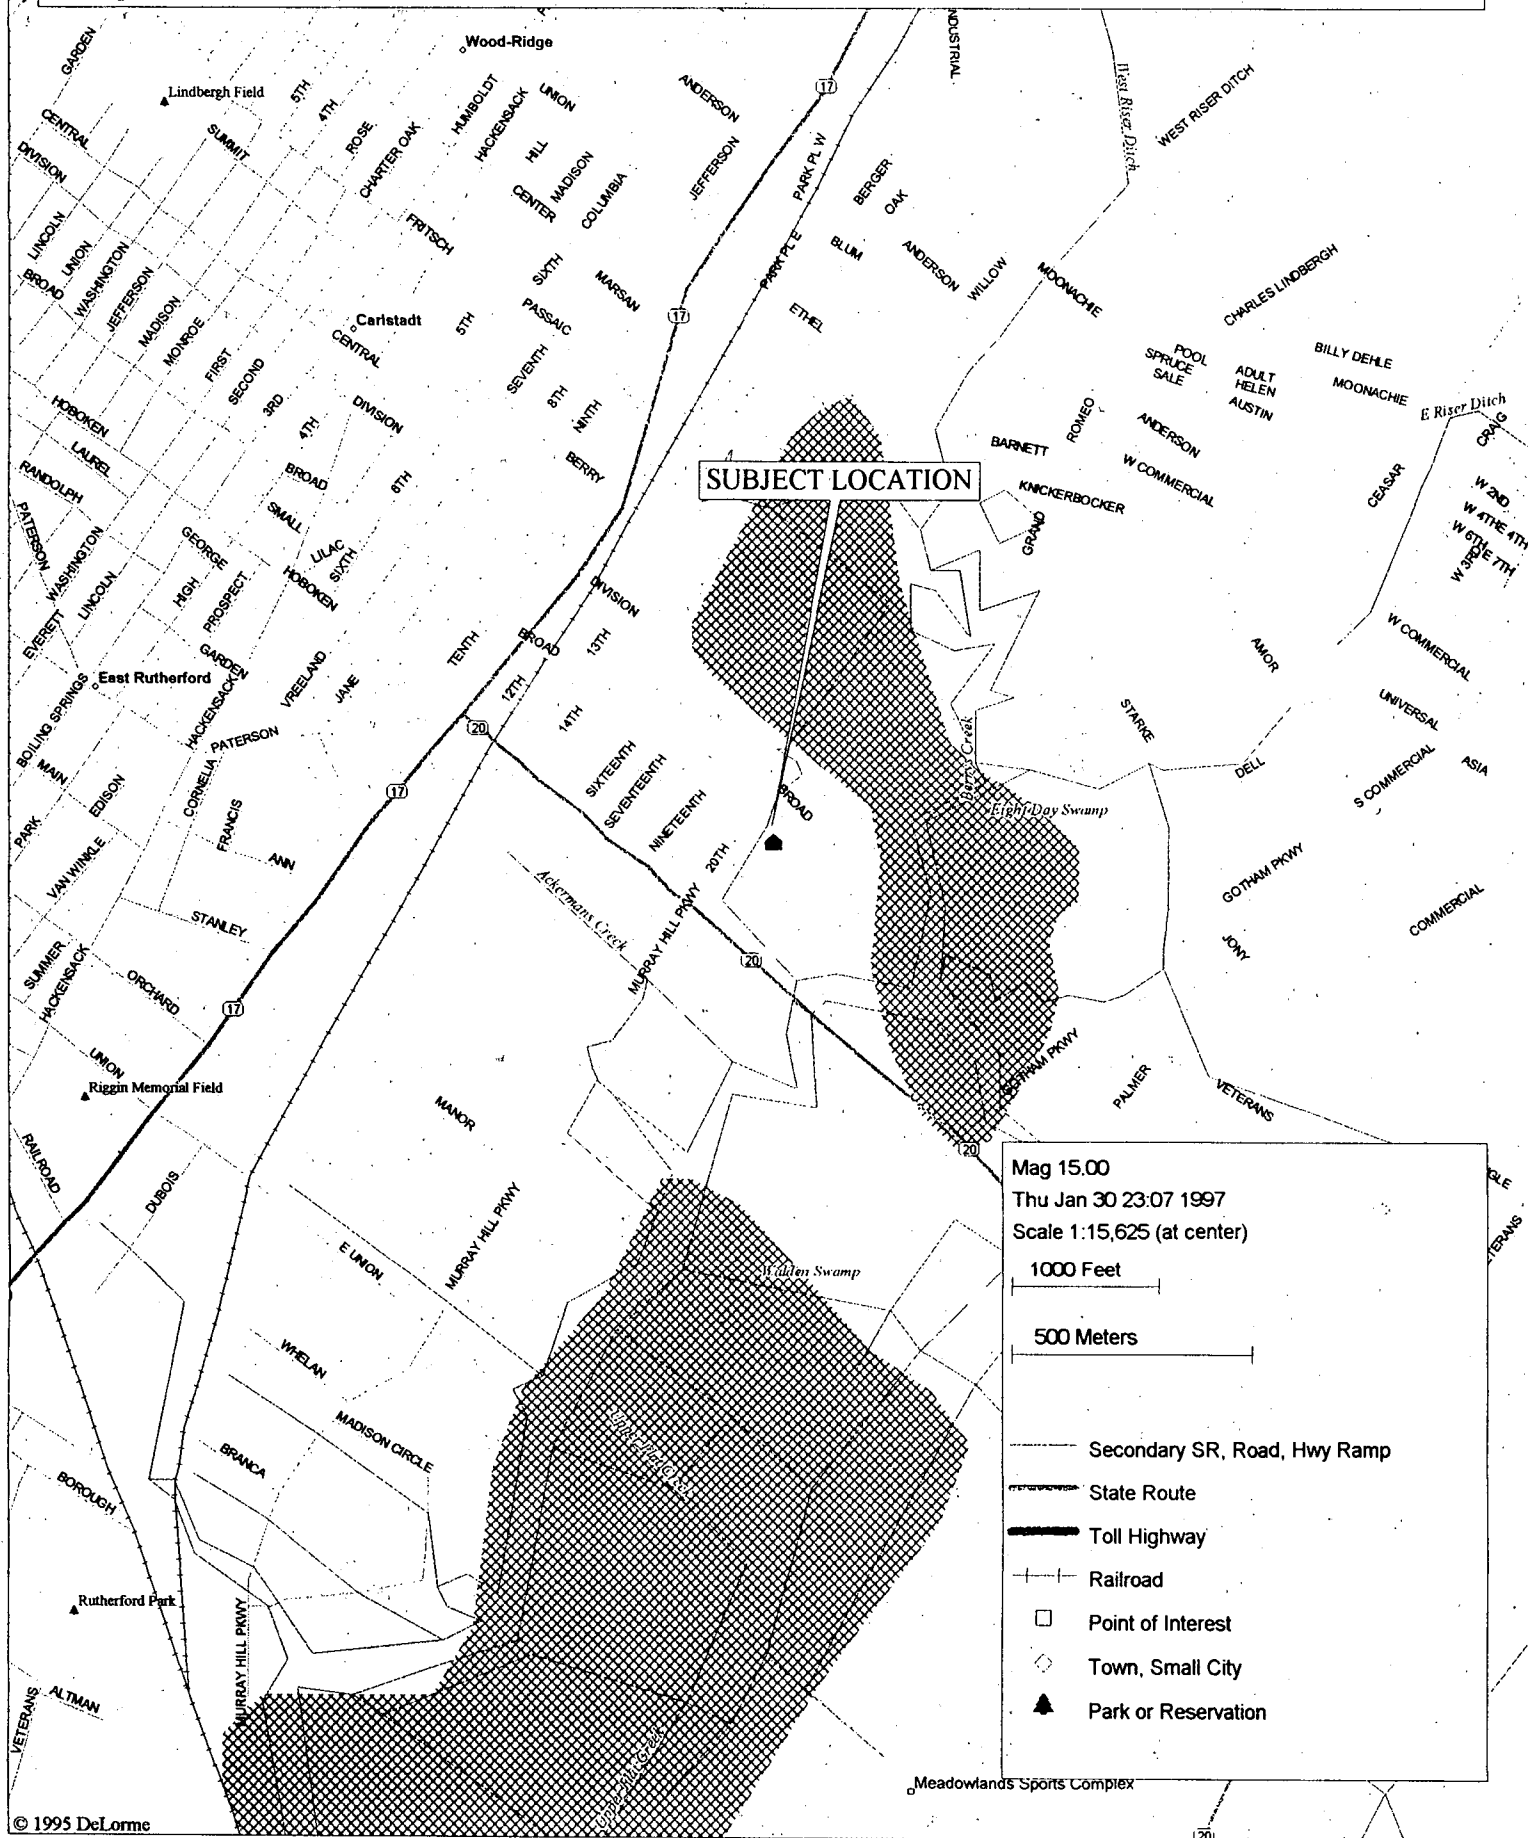 Wood-Ridge
GARDEN
Lindbergh Field
5TH
4TH
HUMBOLDT
HACKENSACK
UNION
ANDERSON
17
NDUSTRIAL
West Riser Ditch
WEST RISER DITCH
CENTRAL
DIVISION
SUMMIT
ROSE
CHARTER OAK
HILL
MADISON
CENTER
COLUMBIA
JEFFERSON
PARK PL W
BERGER
OAK
LINCOLN
UNION
BROAD
WASHINGTON
JEFFERSON
MADISON
MONROE
FRITSCH
SIXTH
MARSAN
PARK PL E
BLUM
ANDERSON
WILLOW
MOONACHIE
CHARLES LINDBERGH
Carlstadt
CENTRAL
5TH
PASSAIC
17
ETHEL
FIRST
SECOND
3RD
4TH
DIVISION
SEVENTH
8TH
NINTH
POOL
SPRUCE
SALE
ADULT
HELEN
AUSTIN
BILLY DEHLE
MOONACHIE
E Riser Ditch
CRAIG
HOBOKEN
LAUREL
RANDOLPH
BROAD
6TH
BERRY
SUBJECT LOCATION
BARNETT
ROMEO
ANDERSON
W COMMERCIAL
KNICKERBOCKER
GRAND
CEASAR
W 2ND
W 4TH E 4TH
W 6TH
E 7TH
W 3RD
PATERSON
WASHINGTON
SMALL
GEORGE
LILAC
SIXTH
HOBOKEN
HIGH
PROSPECT
LINCOLN
EVERETT
DIVISION
BROAD
13TH
TENTH
12TH
14TH
W COMMERCIAL
AMOR
UNIVERSAL
East Rutherford
GARDEN
HACKENSACK
VREELAND
JANE
BOILING SPRINGS
PATERSON
20
17
MAIN
EDISON
CORNELIA
FRANCIS
PARK
SIXTEENTH
SEVENTEENTH
NINETEENTH
20TH
BROAD
Berrys Creek
Eight Day Swamp
STARKE
DELL
S COMMERCIAL
ASIA
VAN WINKLE
ANN
STANLEY
Ackermans Creek
MURRAY HILL PKWY
20
GOTHAM PKWY
COMMERCIAL
JONY
SUMMER
HACKENSACK
ORCHARD
17
UNION
Riggin Memorial Field
MANOR
GOTHAM PKWY
PALMER
VETERANS
20
RAILROAD
DUBOIS
E UNION
MURRAY HILL PKWY
Walden Swamp
WHELAN
MADISON CIRCLE
BRANCA
BOROUGH
Rutherford Park
MURRAY HILL PKWY
VETERANS
ALTMAN
Meadowlands Sports Complex
20
© 1995 DeLorme
Mag 15.00
Thu Jan 30 23:07 1997
Scale 1:15,625 (at center)
1000 Feet
500 Meters
Secondary SR, Road, Hwy Ramp
State Route
Toll Highway
Railroad
Point of Interest
Town, Small City
Park or Reservation